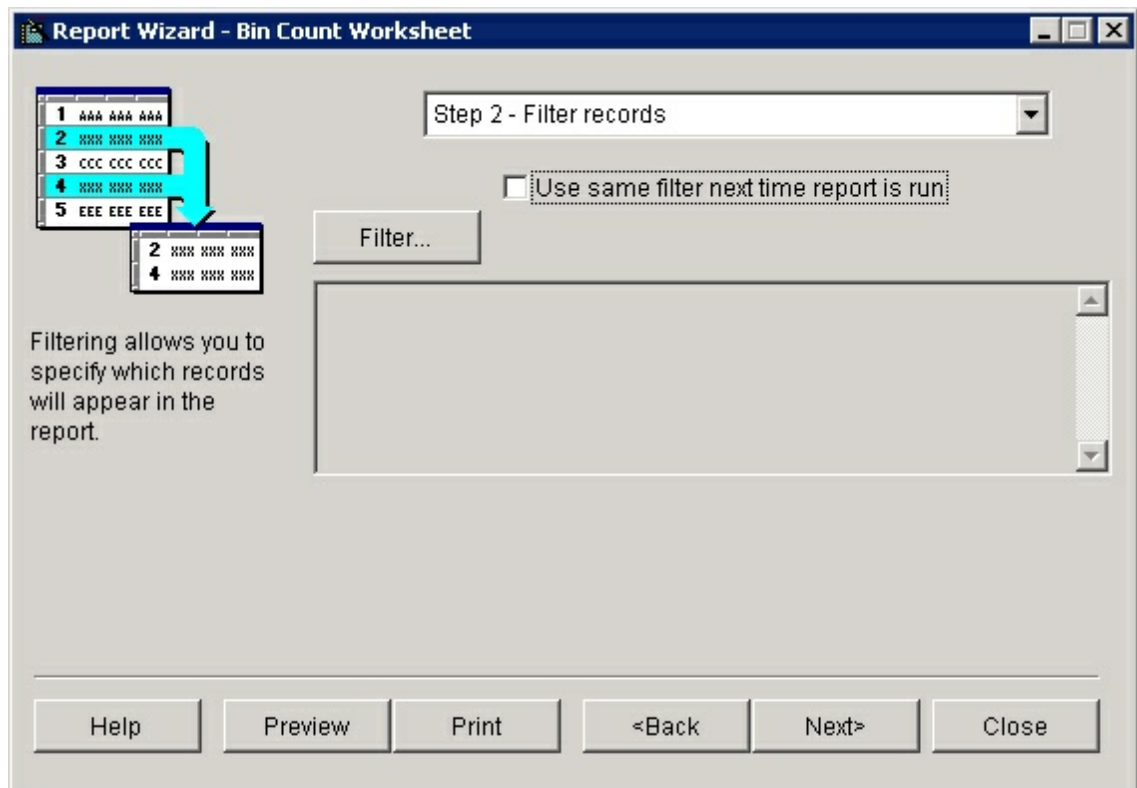 Report Wizard - Bin Count Worksheet
1 AAA AAA AAA
2 XXX XXX XXX
3 CCC CCC CCC
4 XXX XXX XXX
5 EEE EEE EEE
2 XXX XXX XXX
4 XXX XXX XXX
Step 2 - Filter records
Use same filter next time report is run
Filter...
Filtering allows you to
specify which records
will appear in the
report.
Help
Preview
Print
<Back
Next>
Close